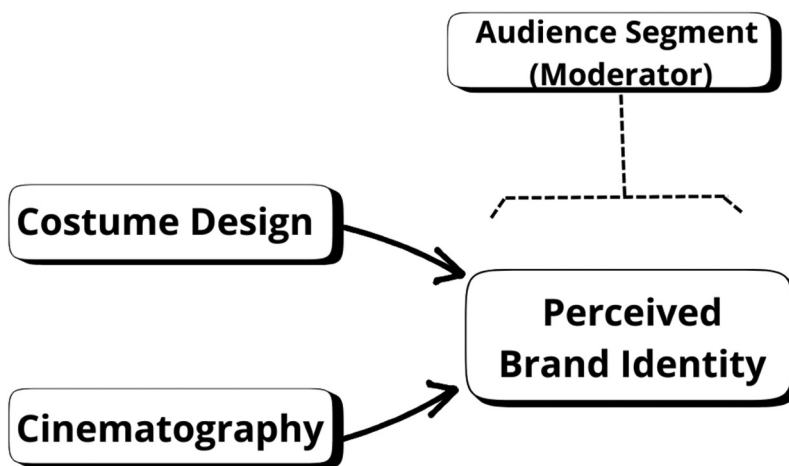 Audience Segment
(Moderator)
Costume Design
Perceived
Brand Identity
Cinematography